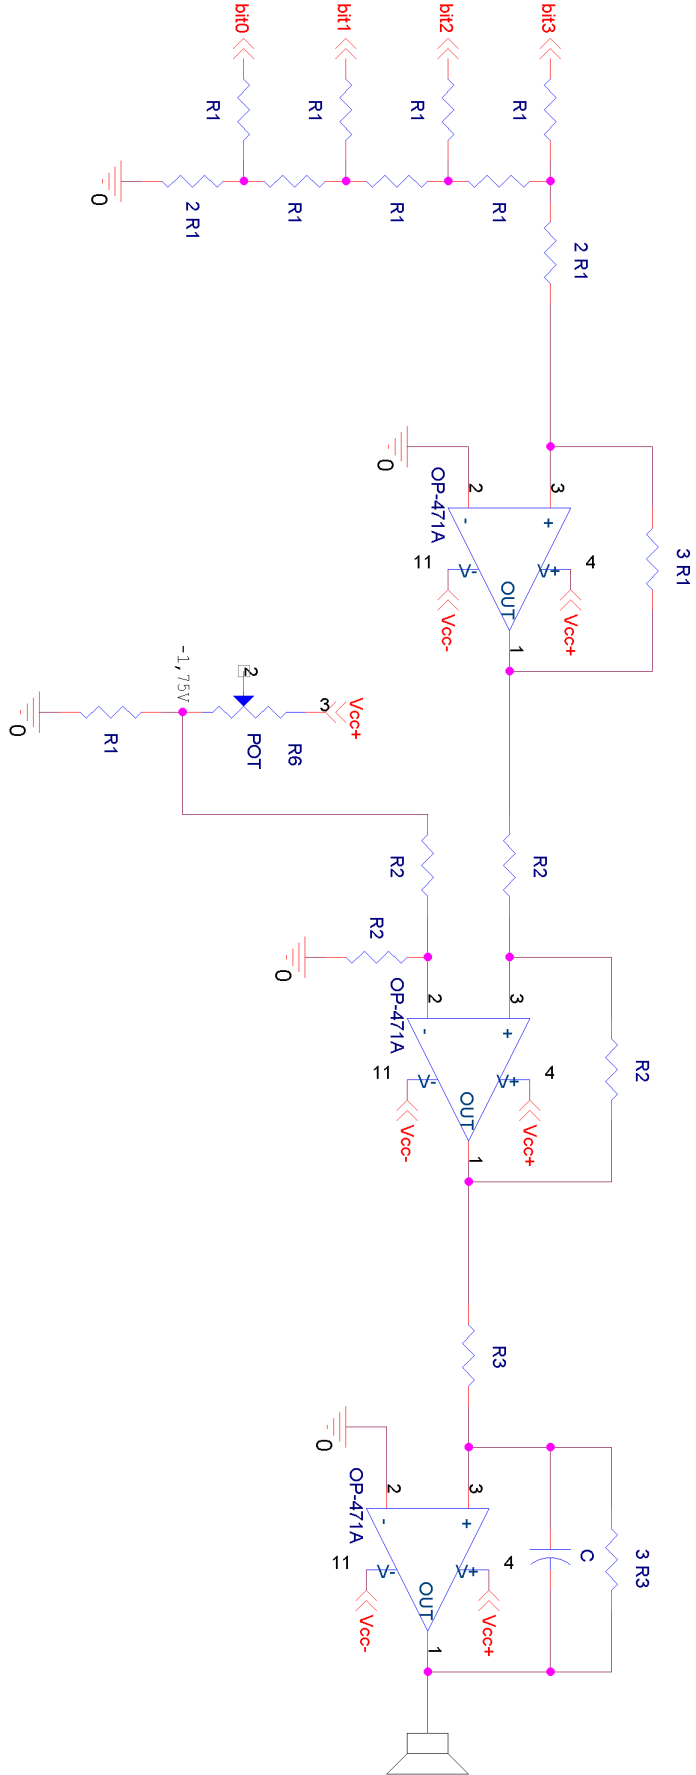 bit0
bit1
bit2
bit3
R1
R1
R1
R1
2 R1
R1
R1
R1
0
2 R1
0
2
3
OP-471A
-
+
11
V-
V+
4
OUT
Vcc-
Vcc+
1
3 R1
-1,75V
2
3
Vcc+
0
R1
POT
R6
R2
R2
R2
0
2
3
OP-471A
-
+
11
V-
V+
4
OUT
Vcc-
Vcc+
1
R2
R3
0
2
3
OP-471A
-
+
11
V-
V+
4
OUT
Vcc-
Vcc+
1
C
3 R3